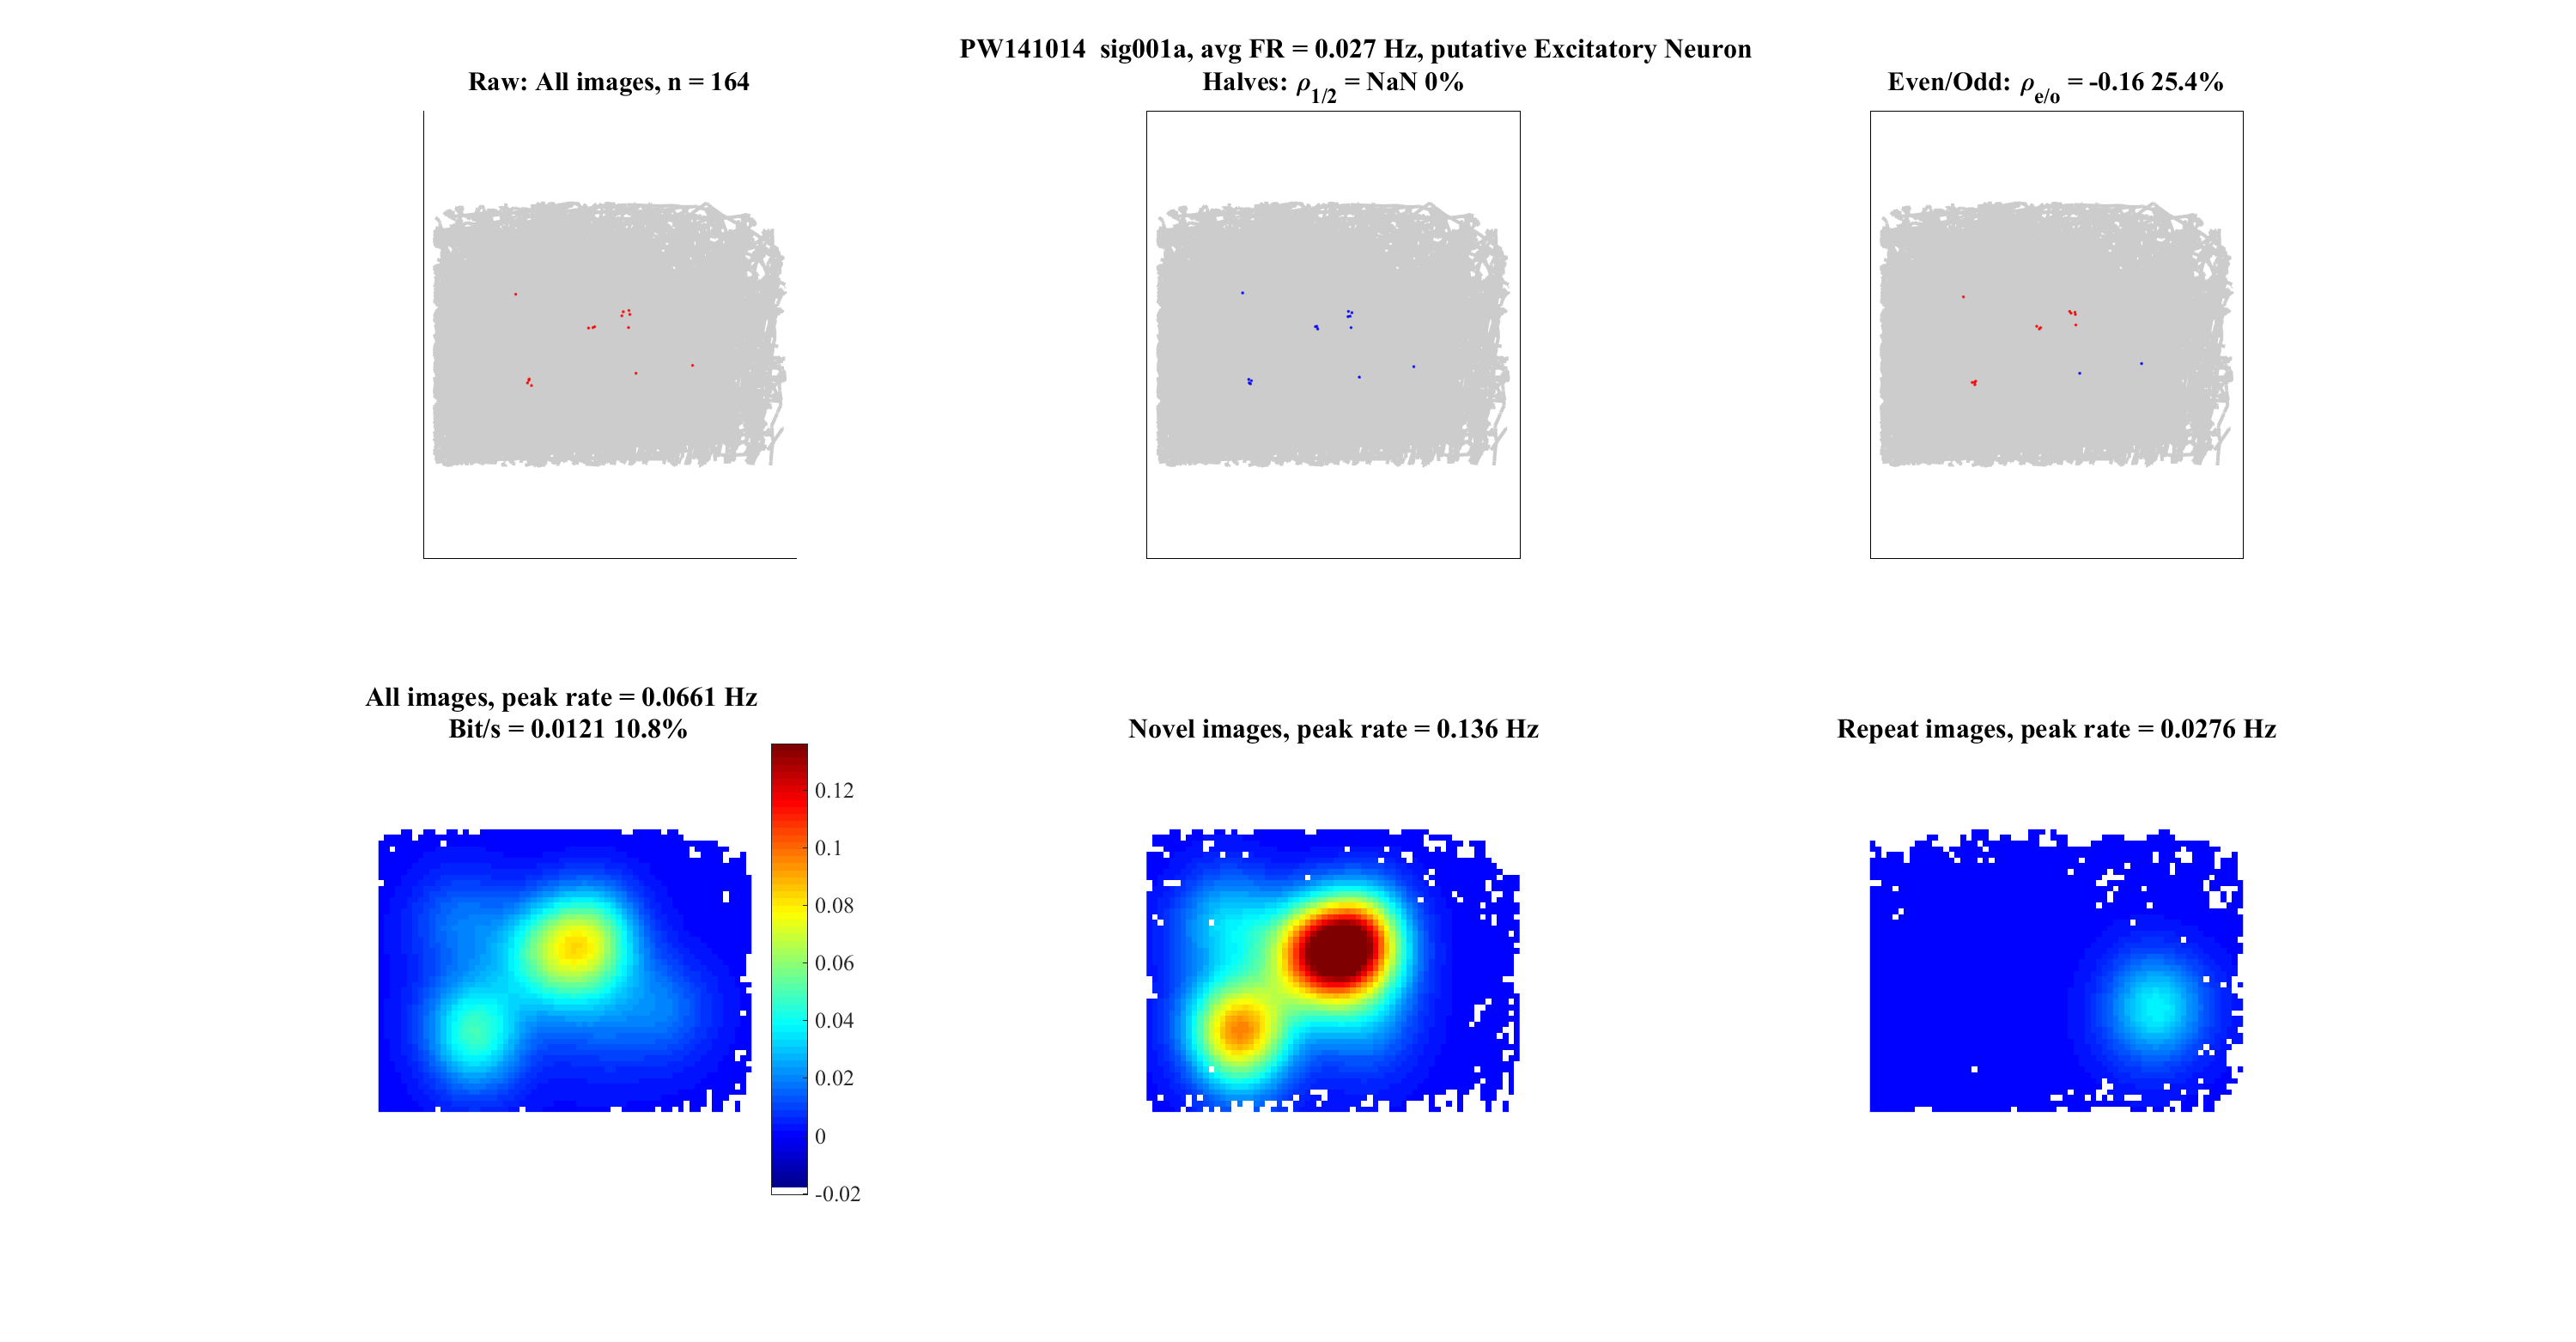 PW141014 sig001a, avg FR = 0.027 Hz, putative Excitatory Neuron
Raw: All images, n = 164
Halves: ρ1/2 = NaN 0%
Even/Odd: ρe/o = -0.16 25.4%
All images, peak rate = 0.0661 Hz
Bit/s = 0.0121 10.8%
0.12
0.1
0.08
0.06
0.04
0.02
0
-0.02
Novel images, peak rate = 0.136 Hz
Repeat images, peak rate = 0.0276 Hz